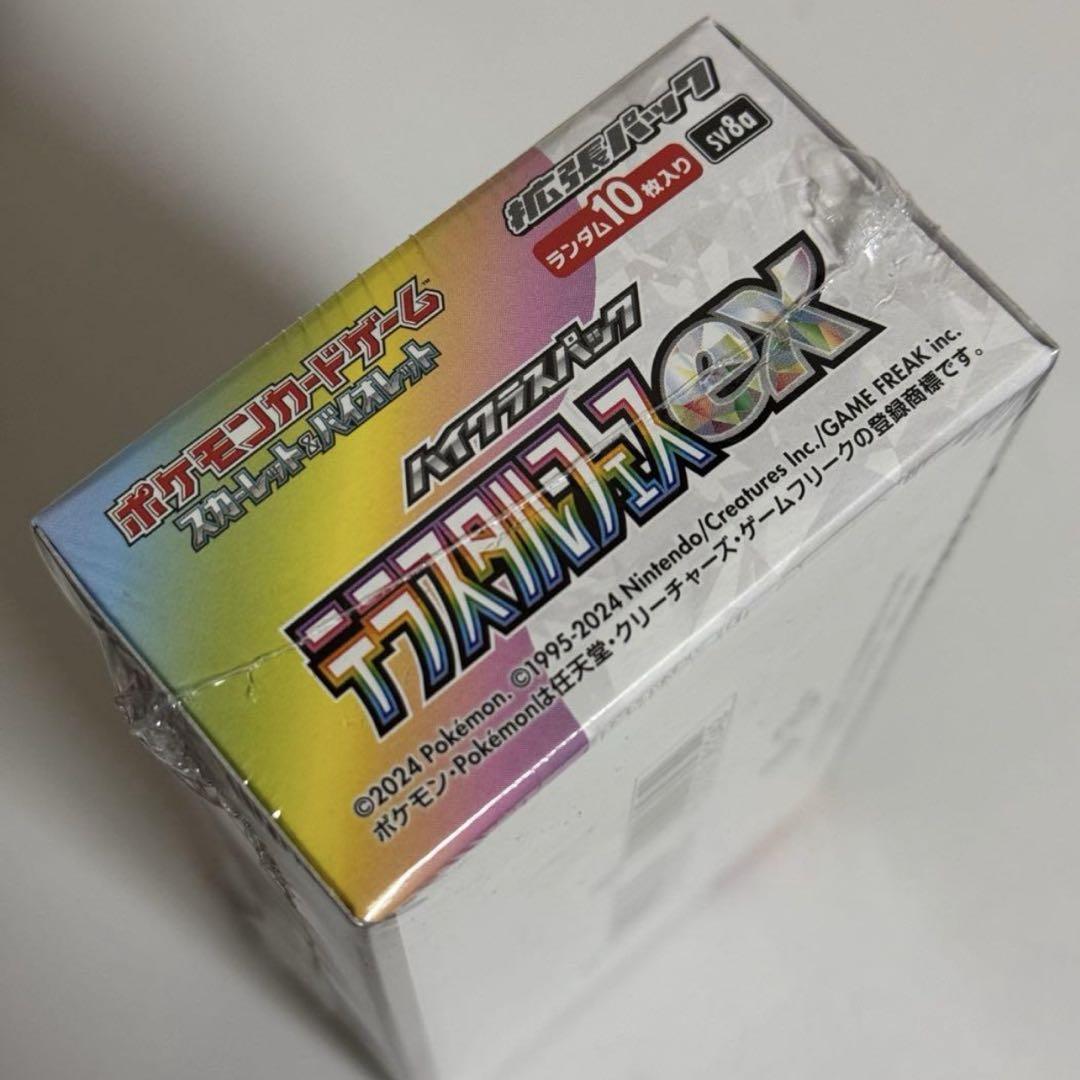 ポケモンカードゲーム™
スカーレット&バイオレット
拡張パック
ランダム10枚入り
sv8a
ハイクラスパック
テラスタルフェスex
©2024 Pokémon. ©1995-2024 Nintendo/Creatures Inc./GAME FREAK inc.
ポケモン・Pokémonは任天堂・クリーチャーズ・ゲームフリークの登録商標です。